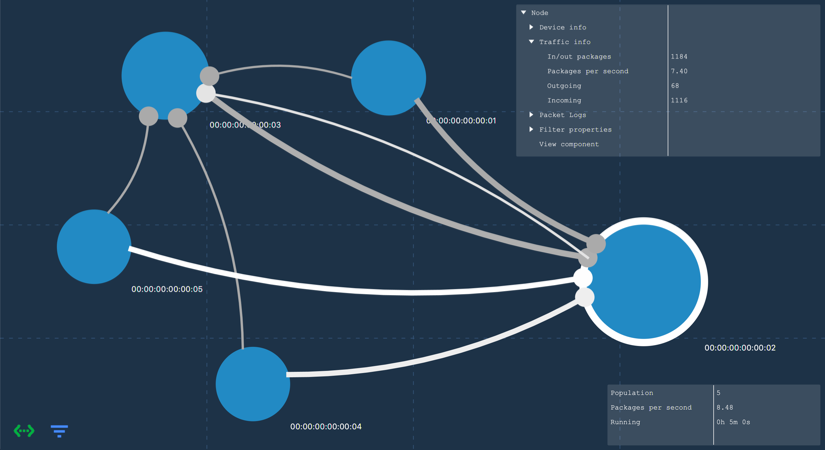 Node
Device info
Traffic info
In/out packages 1184
Packages per second 7.40
Outgoing 68
Incoming 1116
Packet Logs
Filter properties
View component
00:00:00:00:00:01
00:00:00:00:00:03
00:00:00:00:00:05
00:00:00:00:00:02
00:00:00:00:00:04
Population 5
Packages per second 8.48
Running 0h 5m 0s